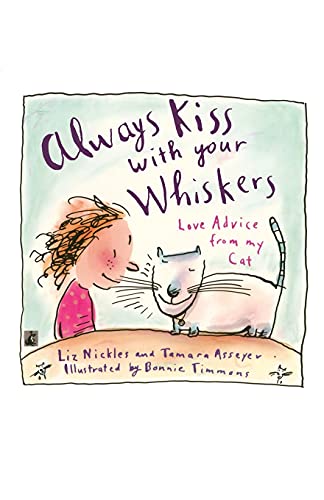 Always Kiss
with your
Whiskers
Love Advice
from my
Cat
Liz Nickles and Tamara Asseyev
Illustrated by Bonnie Timmons